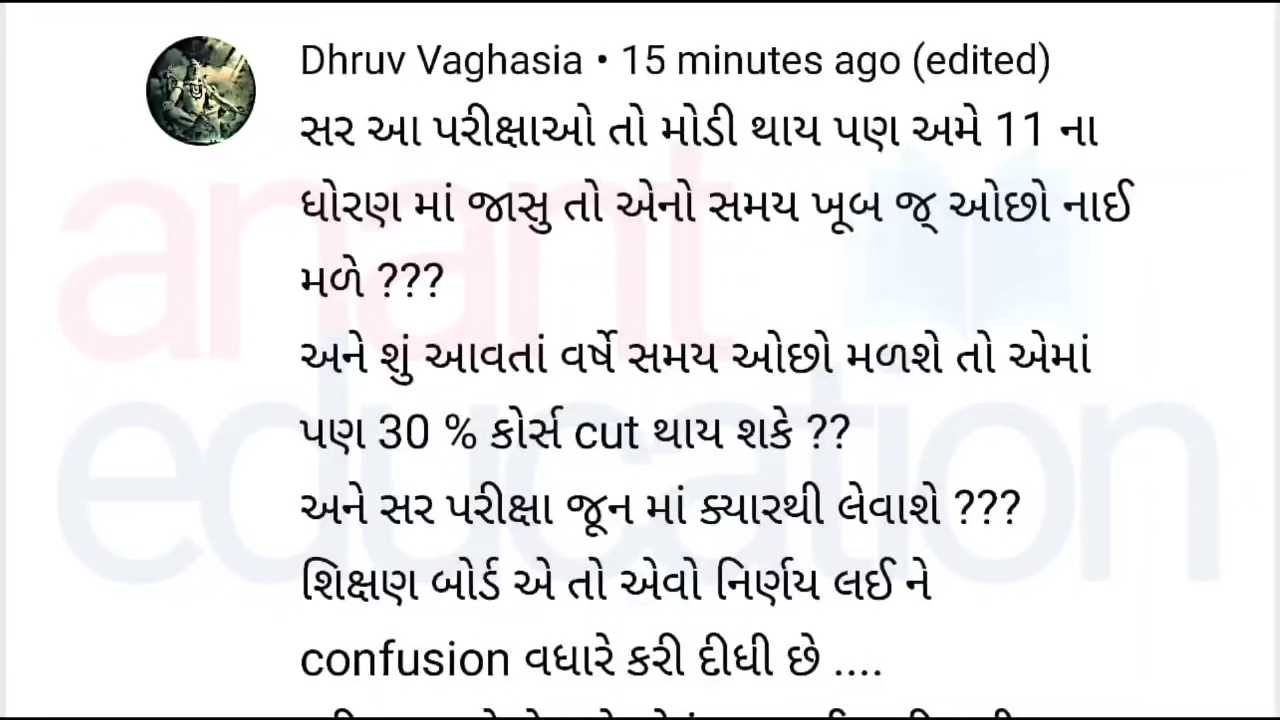 Dhruv Vaghasia • 15 minutes ago (edited)
સર આ પરીક્ષાઓ તો મોડી થાય પણ અમે 11 ના
ધોરણ માં જાસુ તો એનો સમય ખૂબ જ્ ઓછો નાઈ
મળે ???
અને શું આવતાં વર્ષે સમય ઓછો મળશે તો એમાં
પણ 30 % કોર્સ cut થાય શકે ??
અને સર પરીક્ષા જૂન માં ક્યારથી લેવાશે ???
શિક્ષણ બોર્ડ એ તો એવો નિર્ણય લઈ ને
confusion વધારે કરી દીધી છે ....
anant
education